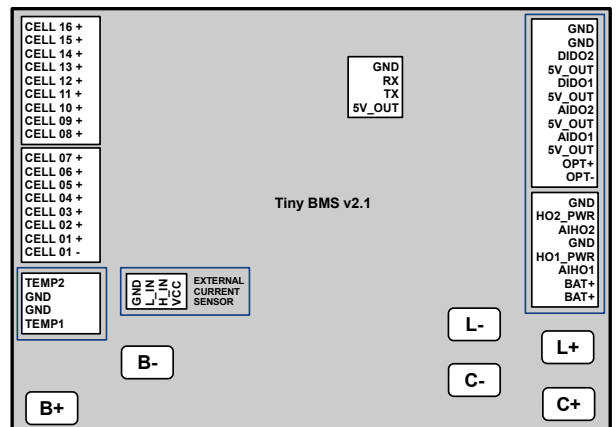 CELL 16 +
CELL 15 +
CELL 14 +
CELL 13 +
CELL 12 +
CELL 11 +
CELL 10 +
CELL 09 +
CELL 08 +
CELL 07 +
CELL 06 +
CELL 05 +
CELL 04 +
CELL 03 +
CELL 02 +
CELL 01 +
CELL 01 -
TEMP2
GND
GND
TEMP1
GND
L_IN
H_IN
VCC
EXTERNAL
CURRENT
SENSOR
B-
B+
GND
RX
TX
5V_OUT
Tiny BMS v2.1
GND
GND
DIDO2
5V_OUT
DIDO1
5V_OUT
AIDO2
5V_OUT
AIDO1
5V_OUT
OPT+
OPT-
GND
HO2_PWR
AIHO2
GND
HO1_PWR
AIHO1
BAT+
BAT+
L-
L+
C-
C+